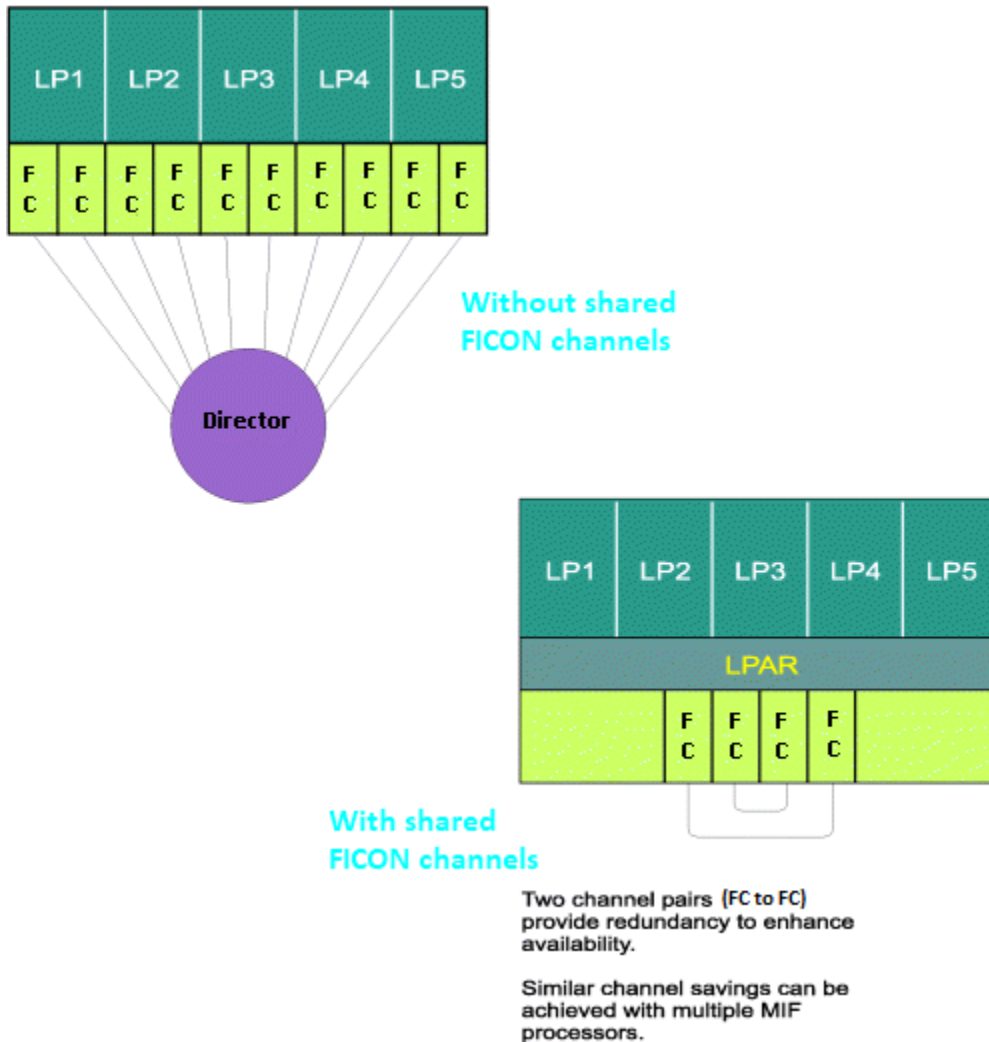 LP1 LP2 LP3 LP4 LP5
F F F F F F F F F F
C C C C C C C C C C
Without shared
FICON channels
Director
LP1 LP2 LP3 LP4 LP5
LPAR
F F F F
C C C C
With shared
FICON channels
Two channel pairs (FC to FC)
provide redundancy to enhance
availability.
Similar channel savings can be
achieved with multiple MIF
processors.